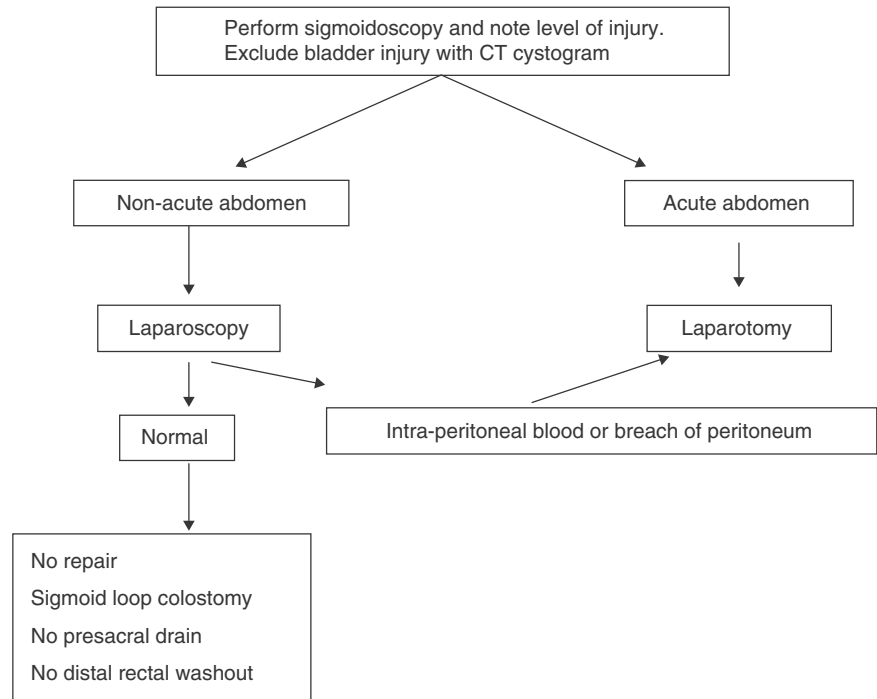 Perform sigmoidoscopy and note level of injury.
Exclude bladder injury with CT cystogram
Non-acute abdomen
Acute abdomen
Laparoscopy
Laparotomy
Normal
Intra-peritoneal blood or breach of peritoneum
No repair
Sigmoid loop colostomy
No presacral drain
No distal rectal washout